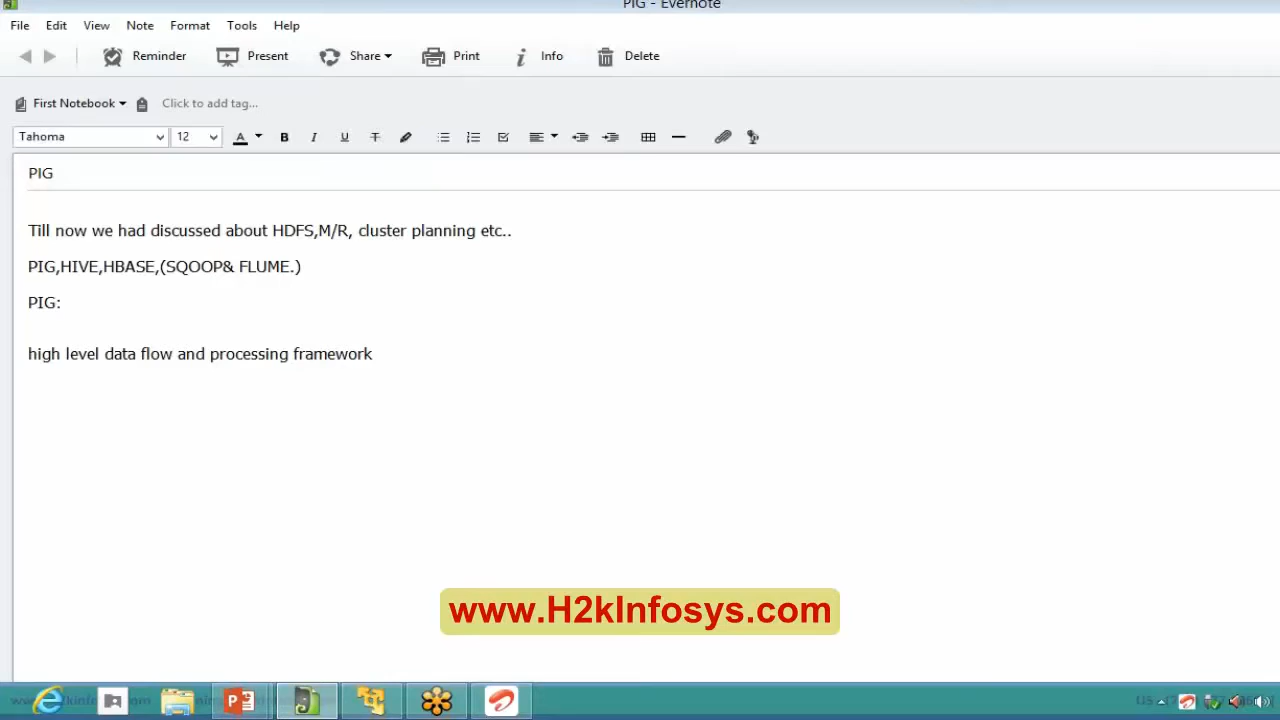 PIG - Evernote
File Edit View Note Format Tools Help
Reminder Present Share Print Info Delete
First Notebook Click to add tag...
Tahoma 12 A B I U T
PIG
Till now we had discussed about HDFS,M/R, cluster planning etc..
PIG,HIVE,HBASE,(SQOOP& FLUME.)
PIG:
high level data flow and processing framework
www.H2kInfosys.com